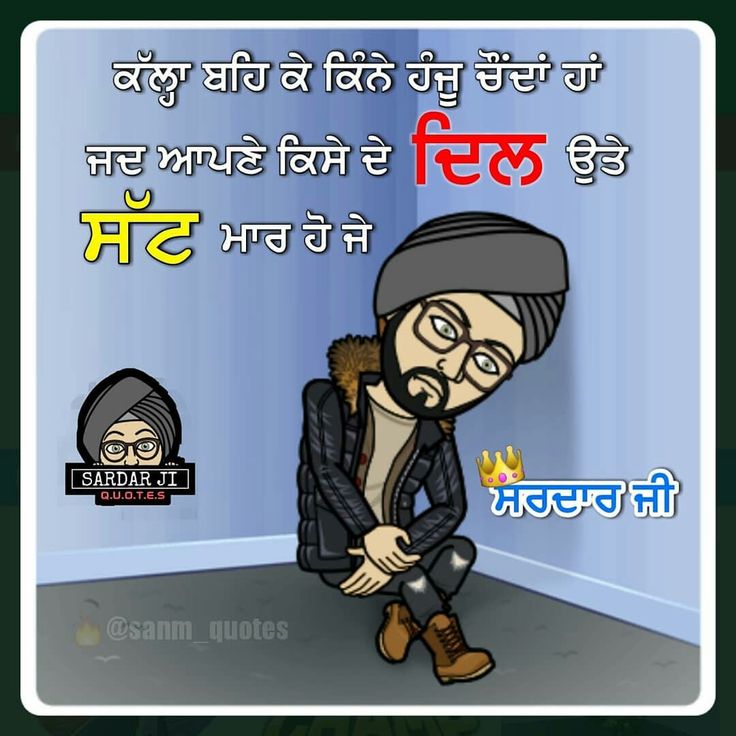 ਕੱਲ੍ਹਾ ਬਹਿ ਕੇ ਕਿੰਨੇ ਹੰਜੂ ਚੌਂਦਾਂ ਹਾਂ
ਜਦ ਆਪਣੇ ਕਿਸੇ ਦੇ ਦਿਲ ਉਤੇ
ਸੱਟ ਮਾਰ ਹੋ ਜੇ
SARDAR JI
Q.U.O.T.E.S
ਸਰਦਾਰ ਜੀ
@sanm_quotes